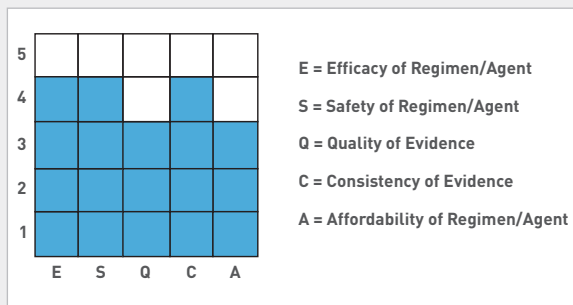 5
4
3
2
1
E S Q C A
E = Efficacy of Regimen/Agent
S = Safety of Regimen/Agent
Q = Quality of Evidence
C = Consistency of Evidence
A = Affordability of Regimen/Agent